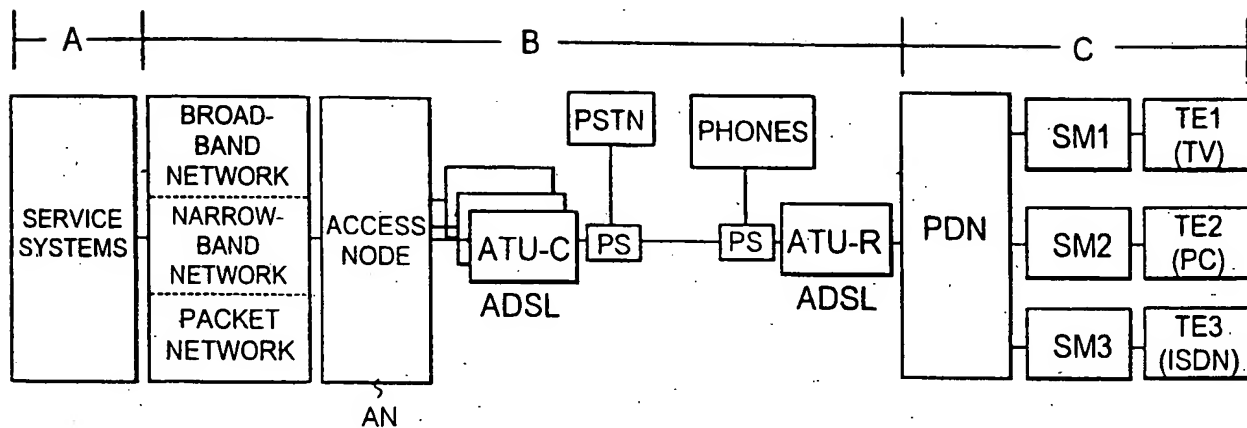 A
B
C
SERVICE
SYSTEMS
BROAD-
BAND
NETWORK
NARROW-
BAND
NETWORK
PACKET
NETWORK
ACCESS
NODE
AN
ATU-C
ADSL
PSTN
PS
PHONES
PS
ATU-R
ADSL
PDN
SM1
TE1
(TV)
SM2
TE2
(PC)
SM3
TE3
(ISDN)